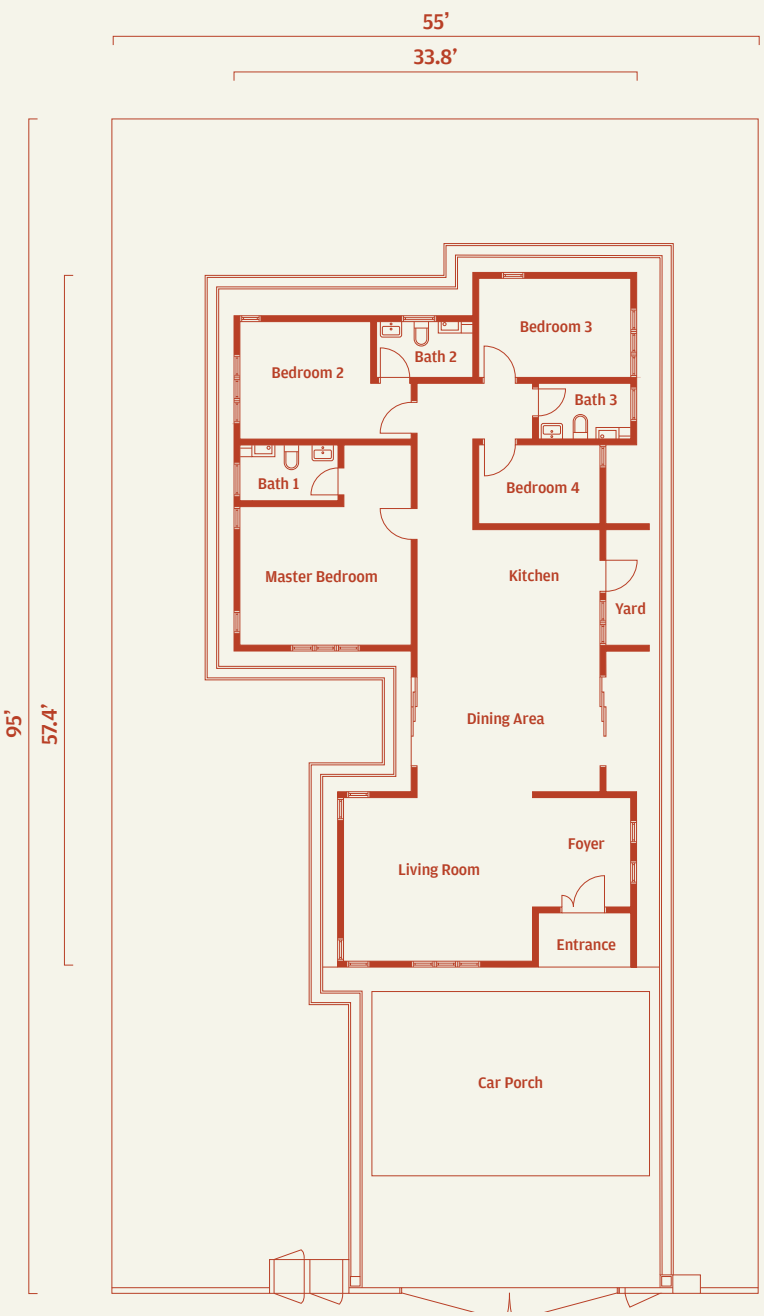 55’
33.8’
95’
57.4’
Bedroom 3
Bath 2
Bedroom 2
Bath 3
Bath 1
Bedroom 4
Master Bedroom
Kitchen
Yard
Dining Area
Foyer
Living Room
Entrance
Car Porch